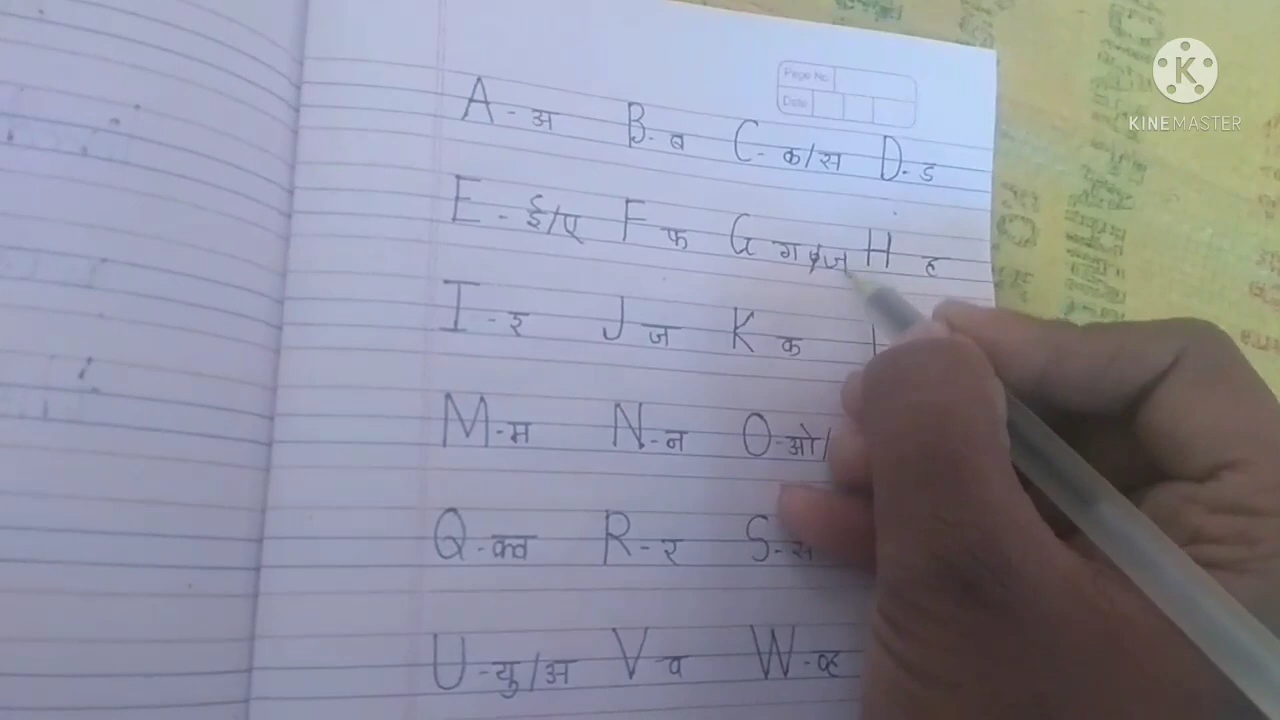 Page No.
Date
A - अ B - ब C - क/स D - ड
E - ई/ए F फ G ग/ज H ह
I - इ J ज K क
M - म N - न O - ओ/
Q - क्व R - र S - स
U - यु/अ V - व W - व्ह
K
KINEMASTER